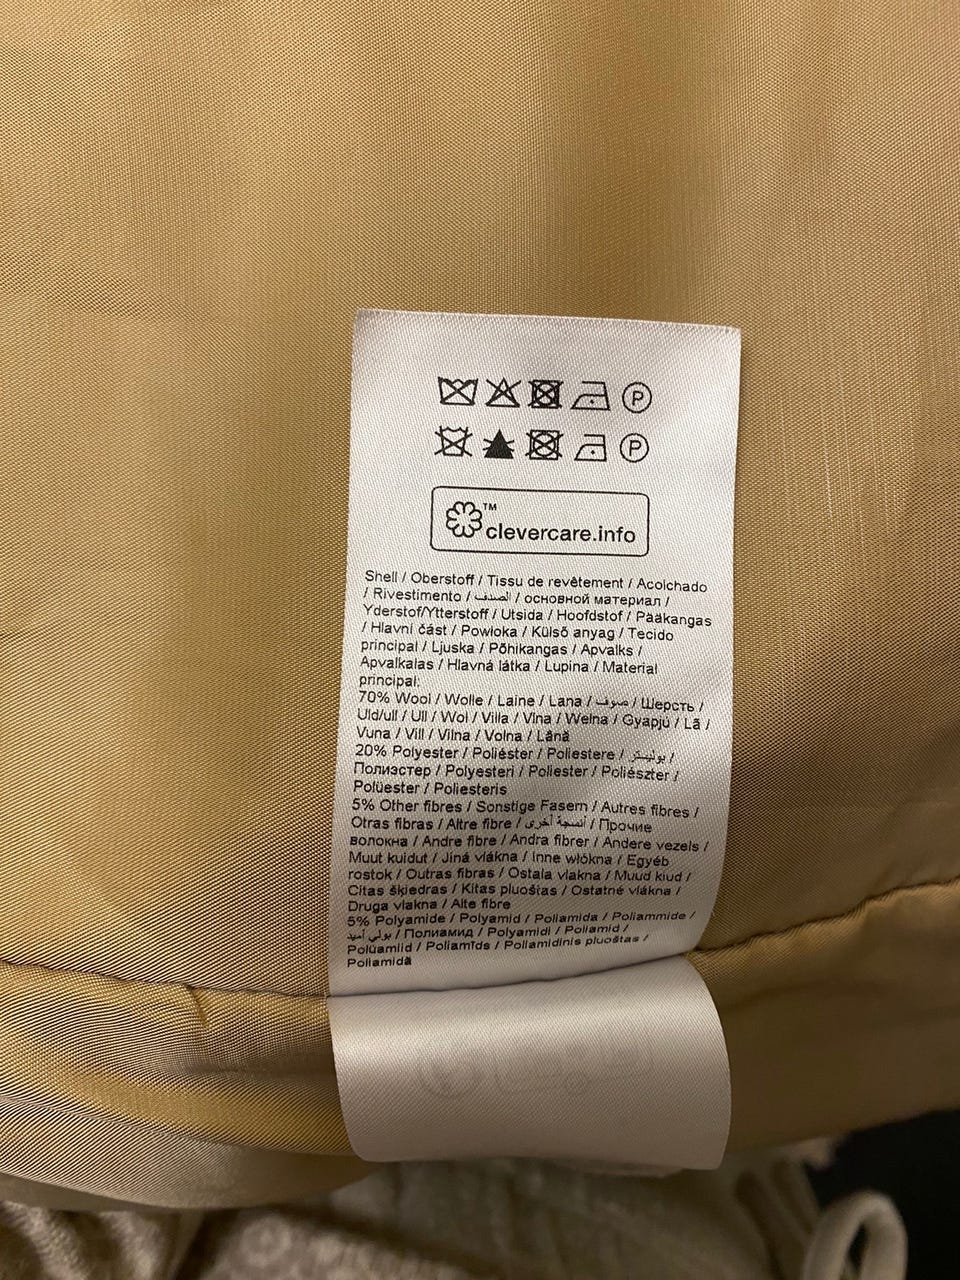 P
P
™
clevercare.info
Shell / Oberstoff / Tissu de revêtement / Acolchado
/ Rivestimento / الصدف / основной материал /
Yderstof/Ytterstoff / Utsida / Hoofdstof / Pääkangas
/ Hlavní část / Powłoka / Külső anyag / Tecido
principal / Ljuska / Põhikangas / Apvalks /
Apvalkalas / Hlavná látka / Lupina / Material
principal:
70% Wool / Wolle / Laine / Lana / صوف / Шерсть /
Uld/ull / Ull / Wol / Villa / Vlna / Wełna / Gyapjú / Lã /
Vuna / Vill / Vilna / Volna / Lână
20% Polyester / Poliéster / Poliestere / بوليستر /
Полиэстер / Polyesteri / Poliester / Poliészter /
Polüester / Poliesteris
5% Other fibres / Sonstige Fasern / Autres fibres /
Otras fibras / Altre fibre / أنسجة أخرى / Прочие
волокна / Andre fibre / Andra fibrer / Andere vezels /
Muut kuidut / Jiná vlákna / Inne włókna / Egyéb
rostok / Outras fibras / Ostala vlakna / Muud kiud /
Citas šķiedras / Kitas pluoštas / Ostatné vlákna /
Druga vlakna / Alte fibre
5% Polyamide / Polyamid / Poliamida / Poliammide /
بولي أميد / Полиамид / Polyamidi / Poliamid /
Polüamiid / Poliamīds / Poliamidinis pluoštas /
Poliamidă